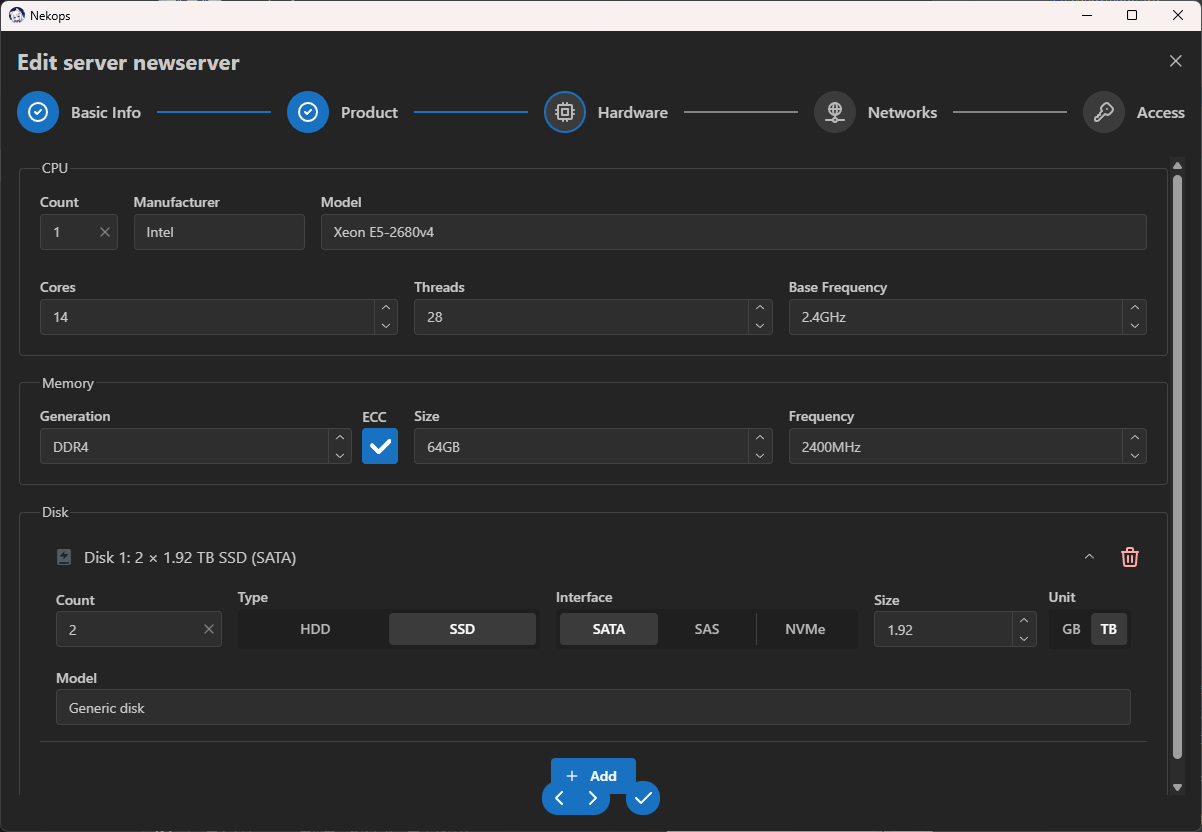 Nekops
Edit server newserver
Basic Info
Product
Hardware
Networks
Access
CPU
Count
Manufacturer
Model
1
Intel
Xeon E5-2680v4
Cores
Threads
Base Frequency
14
28
2.4GHz
Memory
Generation
ECC
Size
Frequency
DDR4
64GB
2400MHz
Disk
Disk 1: 2 × 1.92 TB SSD (SATA)
Count
Type
Interface
Size
Unit
2
HDD
SSD
SATA
SAS
NVMe
1.92
GB
TB
Model
Generic disk
+ Add